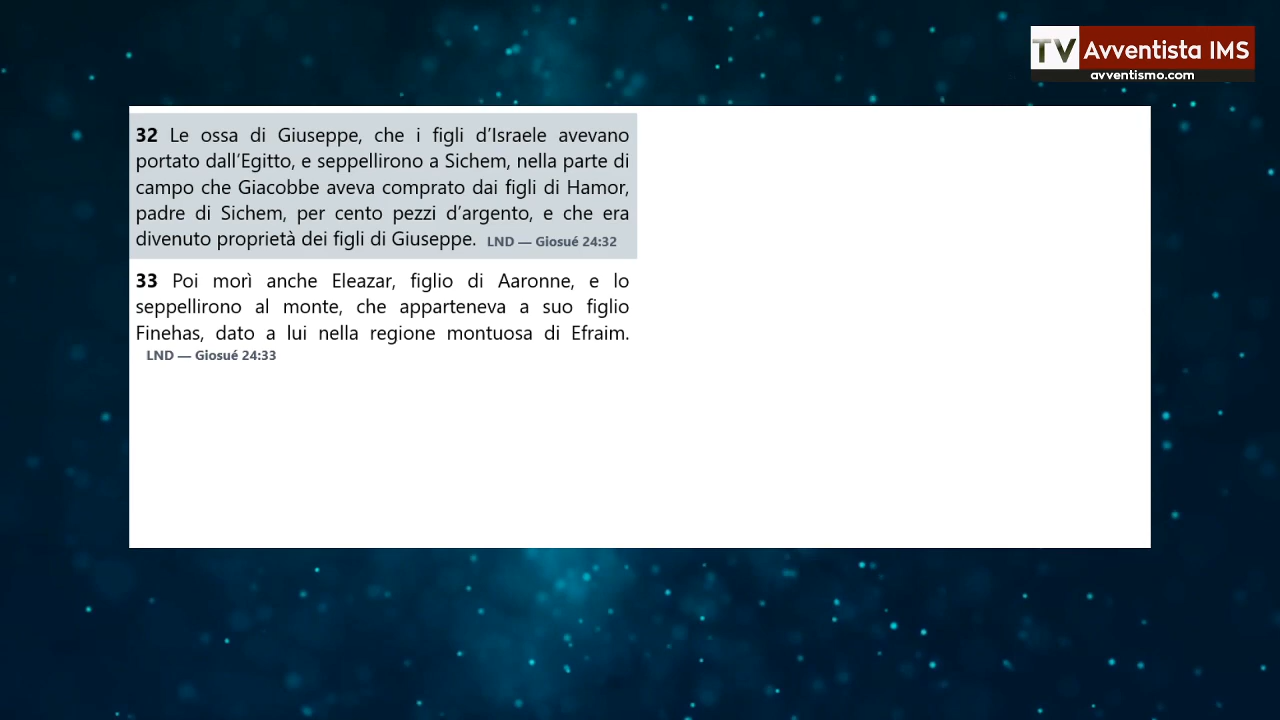 TV Avventista IMS
avventismo.com
32 Le ossa di Giuseppe, che i figli d’Israele avevano
portato dall’Egitto, e seppellirono a Sichem, nella parte di
campo che Giacobbe aveva comprato dai figli di Hamor,
padre di Sichem, per cento pezzi d’argento, e che era
divenuto proprietà dei figli di Giuseppe. LND — Giosué 24:32
33 Poi morì anche Eleazar, figlio di Aaronne, e lo
seppellirono al monte, che apparteneva a suo figlio
Finehas, dato a lui nella regione montuosa di Efraim.
LND — Giosué 24:33